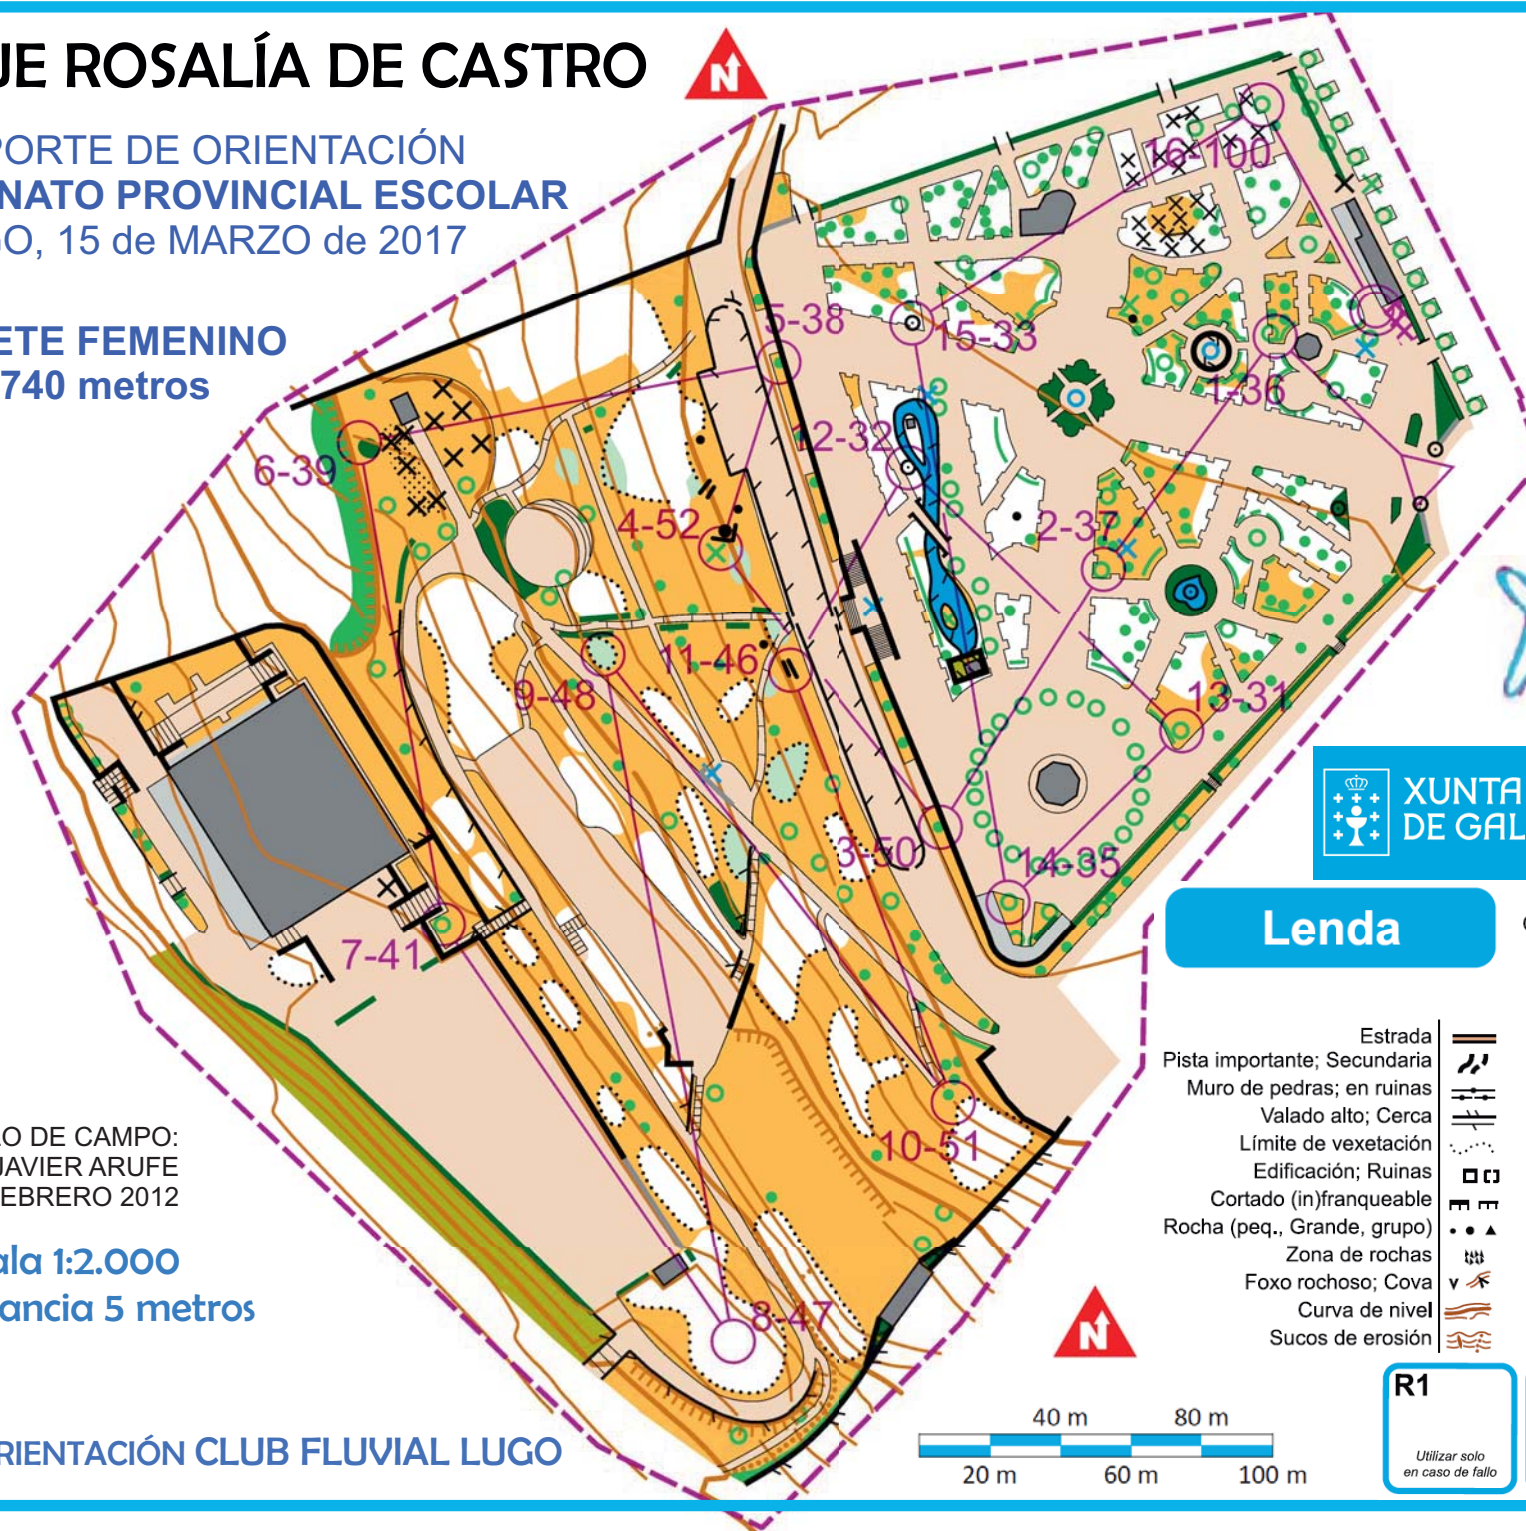 UE ROSALÍA DE CASTRO
PORTE DE ORIENTACIÓN
NATO PROVINCIAL ESCOLAR
GO, 15 de MARZO de 2017
ETE FEMENINO
740 metros
N
16-100
5-38
15-33
1-36
12-32
6-39
4-52
2-37
11-46
9-48
13-31
3-50
14-35
7-41
10-51
8-47
XUNTA
DE GAL
Lenda
Estrada
Pista importante; Secundaria
Muro de pedras; en ruinas
Valado alto; Cerca
Límite de vexetación
Edificación; Ruinas
Cortado (in)franqueable
Rocha (peq., Grande, grupo)
Zona de rochas
Foxo rochoso; Cova
Curva de nivel
Sucos de erosión
LO DE CAMPO:
JAVIER ARUFE
EBRERO 2012
ala 1:2.000
tancia 5 metros
N
40 m 80 m
20 m 60 m 100 m
R1
Utilizar solo
en caso de fallo
RIENTACIÓN CLUB FLUVIAL LUGO